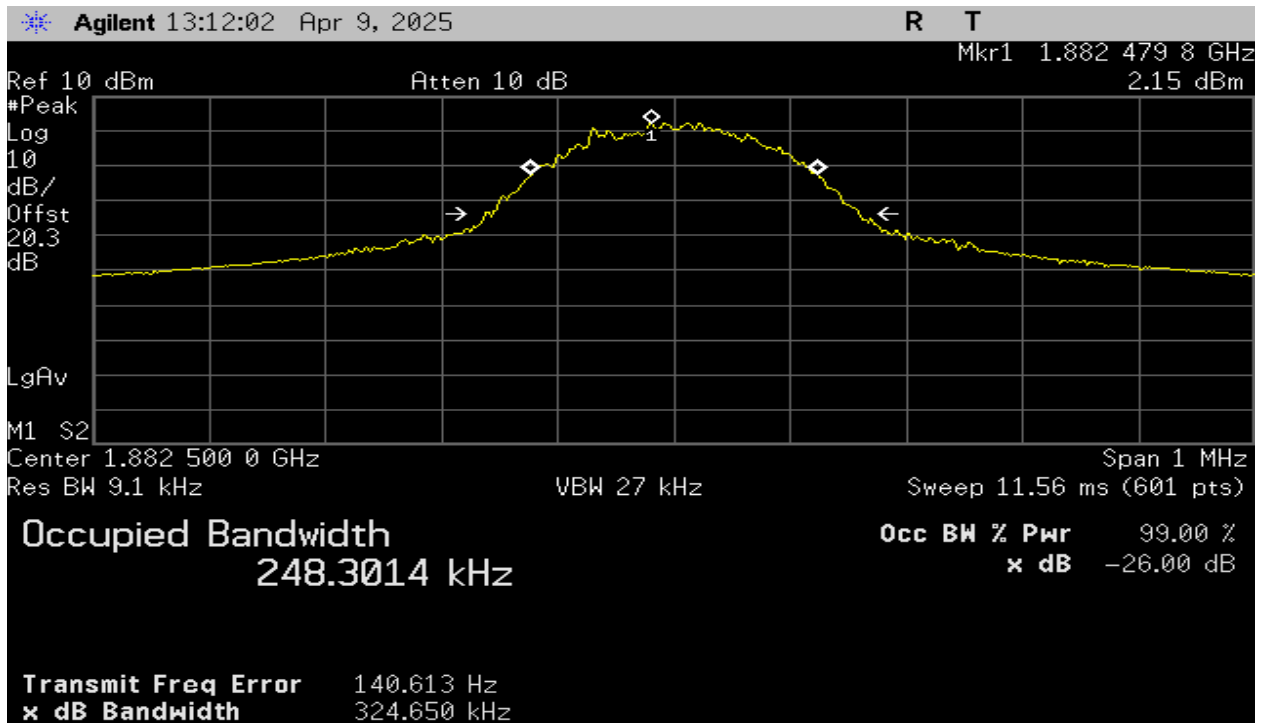 Agilent 13:12:02 Apr 9, 2025 R T
Mkr1 1.882 479 8 GHz
Ref 10 dBm Atten 10 dB 2.15 dBm
#Peak
Log
10
dB/
Offst
20.3
dB
1
LgAv
M1 S2
Center 1.882 500 0 GHz Span 1 MHz
Res BW 9.1 kHz VBW 27 kHz Sweep 11.56 ms (601 pts)
Occupied Bandwidth Occ BW % Pwr 99.00 %
248.3014 kHz x dB -26.00 dB
Transmit Freq Error 140.613 Hz
x dB Bandwidth 324.650 kHz